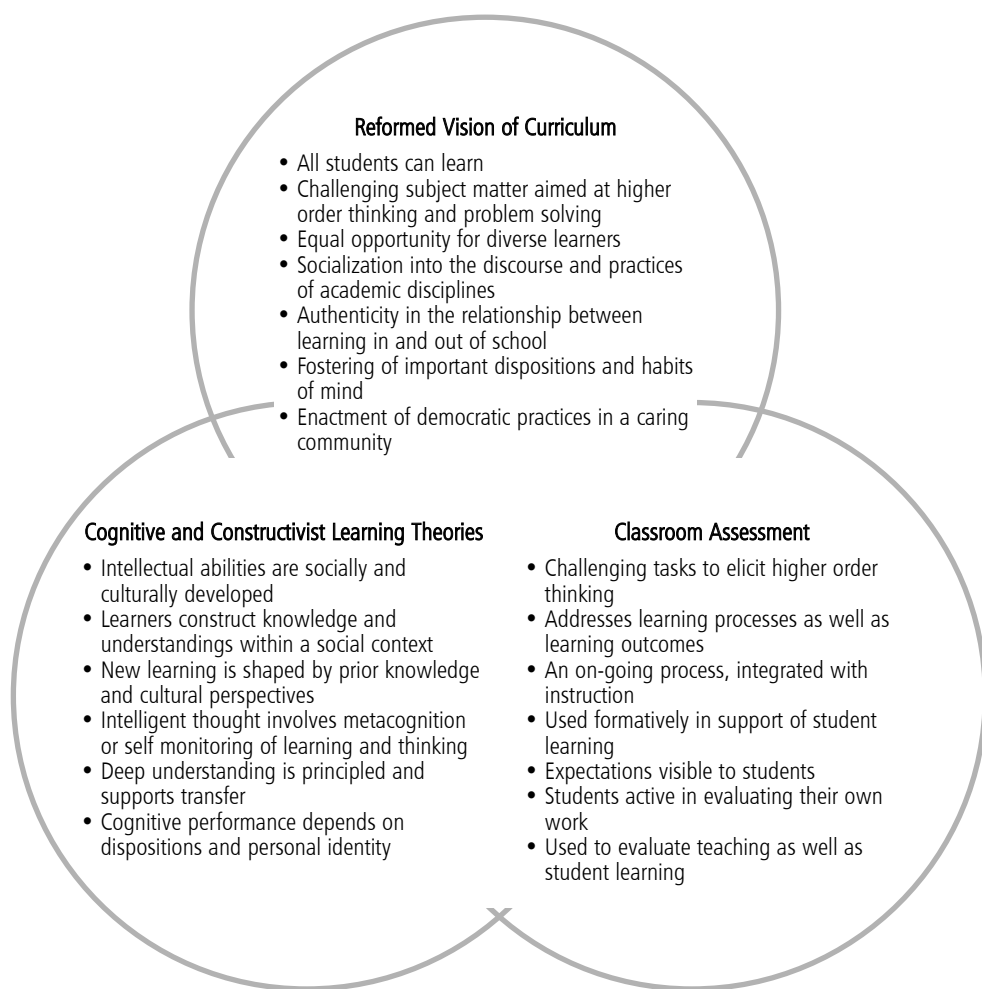 Reformed Vision of Curriculum
• All students can learn
• Challenging subject matter aimed at higher
order thinking and problem solving
• Equal opportunity for diverse learners
• Socialization into the discourse and practices
of academic disciplines
• Authenticity in the relationship between
learning in and out of school
• Fostering of important dispositions and habits
of mind
• Enactment of democratic practices in a caring
community
Cognitive and Constructivist Learning Theories
• Intellectual abilities are socially and
culturally developed
• Learners construct knowledge and
understandings within a social context
• New learning is shaped by prior knowledge
and cultural perspectives
• Intelligent thought involves metacognition
or self monitoring of learning and thinking
• Deep understanding is principled and
supports transfer
• Cognitive performance depends on
dispositions and personal identity
Classroom Assessment
• Challenging tasks to elicit higher order
thinking
• Addresses learning processes as well as
learning outcomes
• An on-going process, integrated with
instruction
• Used formatively in support of student
learning
• Expectations visible to students
• Students active in evaluating their own
work
• Used to evaluate teaching as well as
student learning